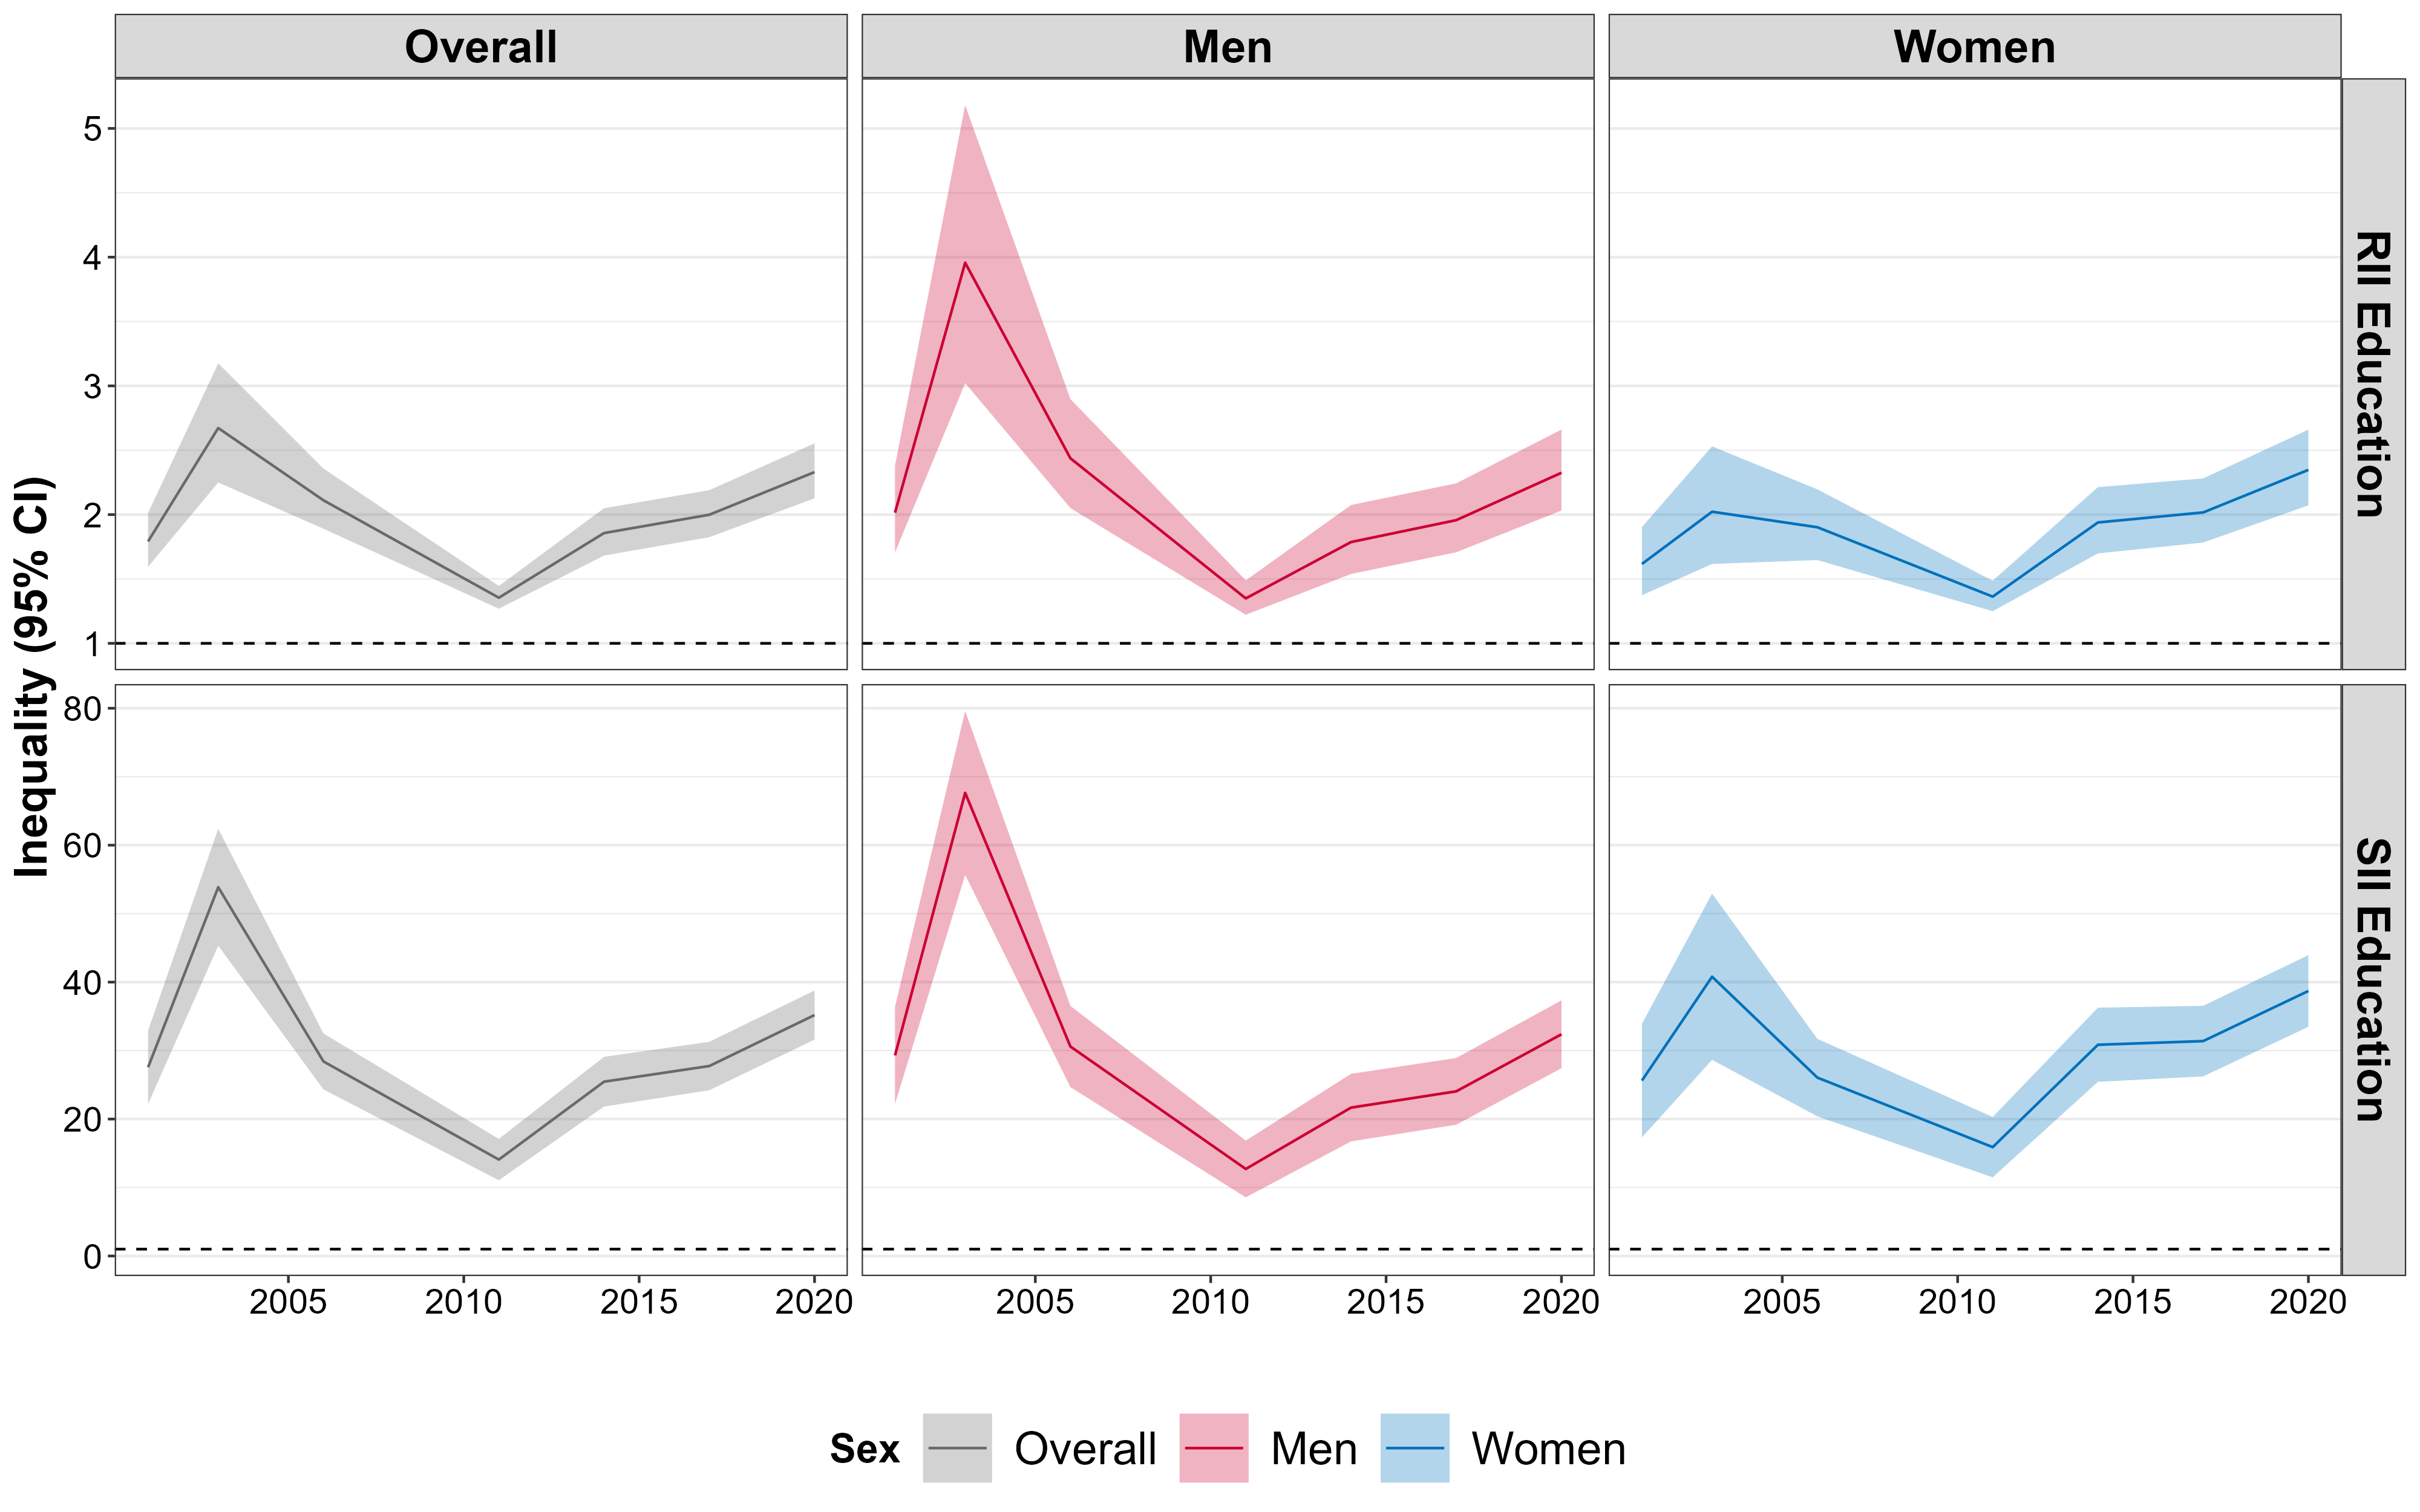 Overall
Men
Women
Inequality (95% CI)
5
4
3
2
1
RII Education
80
60
40
20
0
SII Education
2005 2010 2015 2020
2005 2010 2015 2020
2005 2010 2015 2020
Sex Overall Men Women